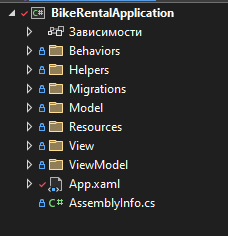 BikeRentalApplication
Зависимости
Behaviors
Helpers
Migrations
Model
Resources
View
ViewModel
App.xaml
C# AssemblyInfo.cs